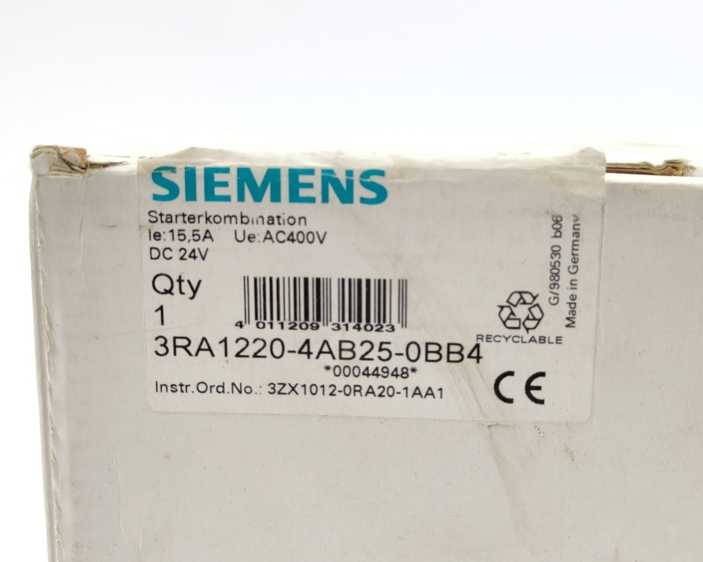 SIEMENS
Starterkombination
Ie:15,5A Ue:AC400V
DC 24V
Qty
1
4 011209 314023
3RA1220-4AB25-0BB4
*00044948*
Instr.Ord.No.: 3ZX1012-0RA20-1AA1
RECYCLABLE
CE
G/980530 b06
Made in Germany